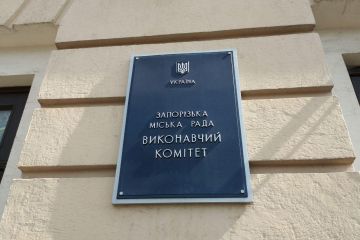 УКРАЇНА
ЗАПОРІЗЬКА
МІСЬКА РАДА
ВИКОНАВЧИЙ
КОМІТЕТ